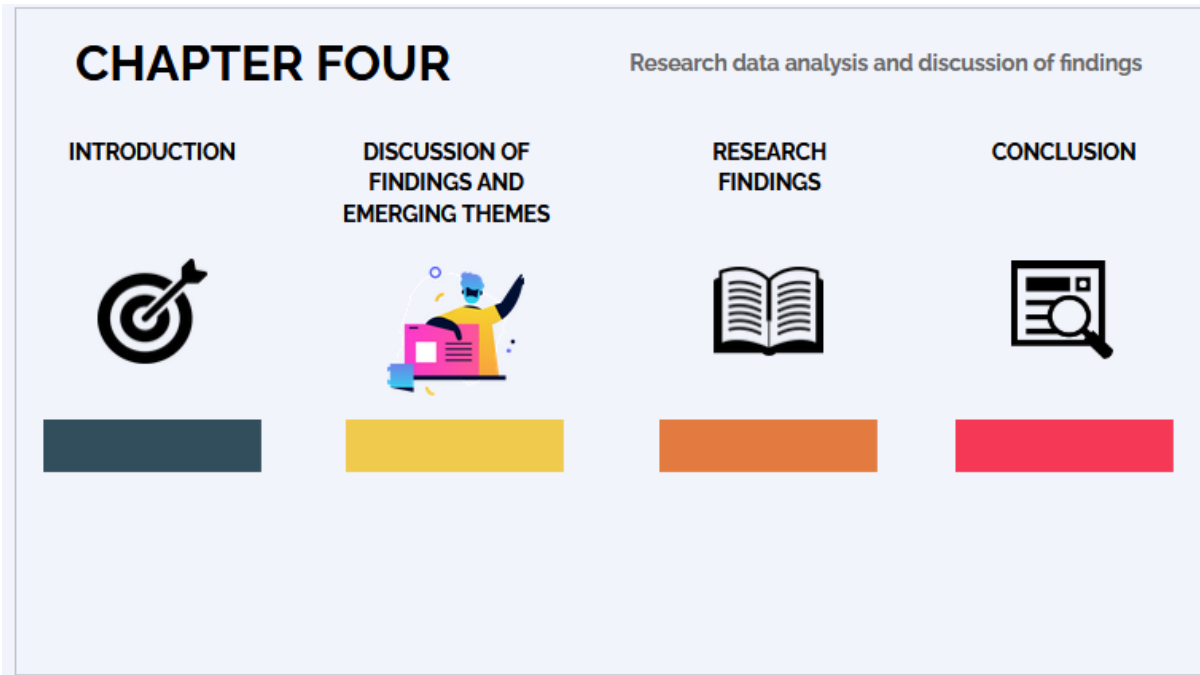 CHAPTER FOUR
Research data analysis and discussion of findings
INTRODUCTION
DISCUSSION OF
FINDINGS AND
EMERGING THEMES
RESEARCH
FINDINGS
CONCLUSION